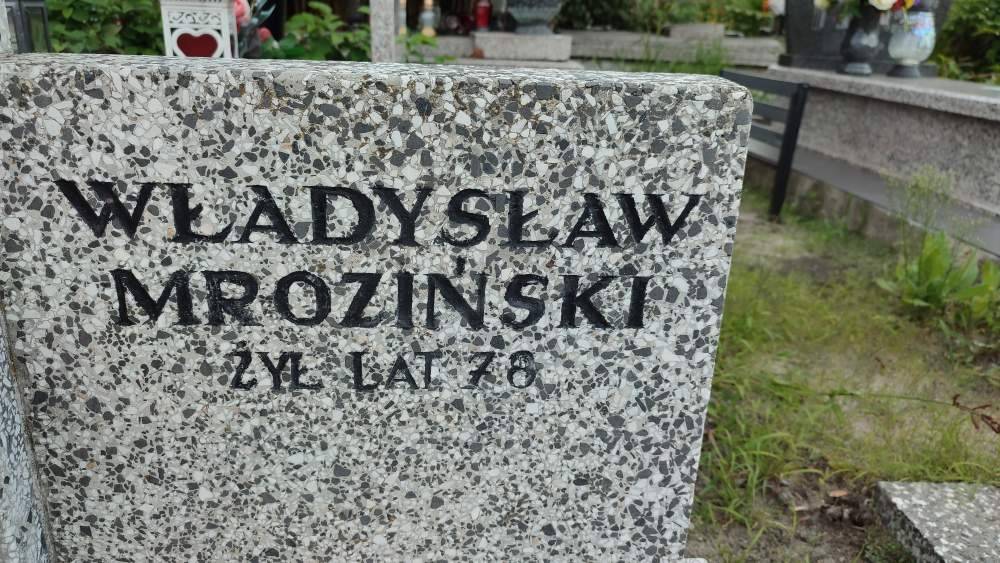 WŁADYSŁAW
MROZIŃSKI
ŻYŁ LAT 78